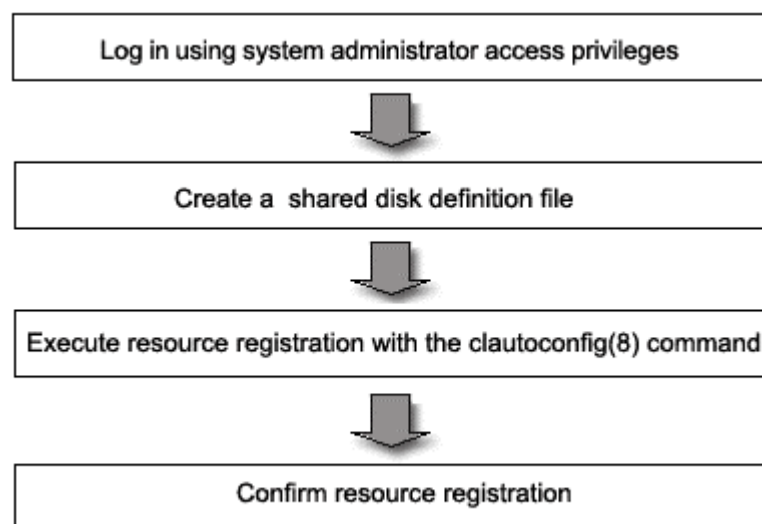 Log in using system administrator access privileges
Create a shared disk definition file
Execute resource registration with the clautoconfig(8) command
Confirm resource registration